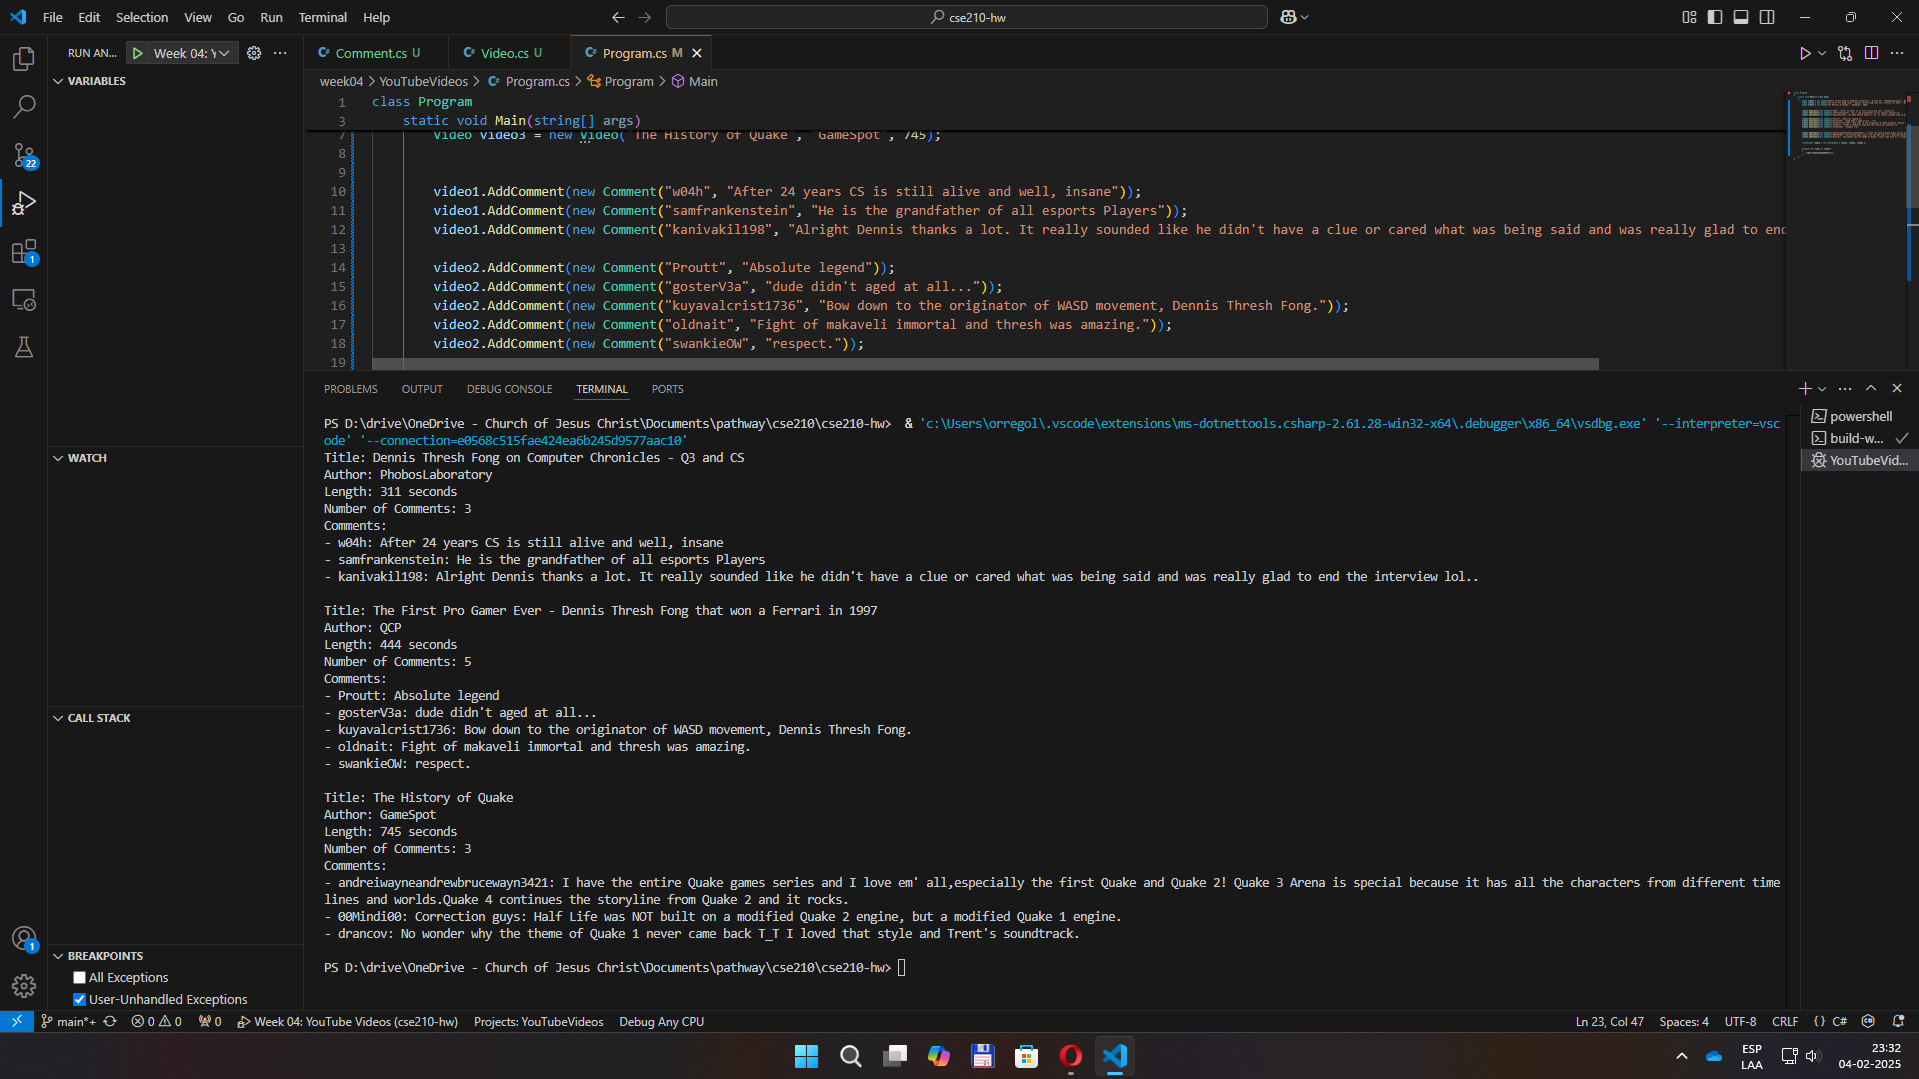 File Edit Selection View Go Run Terminal Help
cse210-hw
RUN AN... Week 04: Y
Comment.cs U Video.cs U Program.cs M
VARIABLES
week04 > YouTubeVideos > Program.cs > Program > Main
1 class Program
3 static void Main(string[] args)
7 Video video3 = new Video("The History of Quake", "GameSpot", 745);
8
9
10 video1.AddComment(new Comment("w04h", "After 24 years CS is still alive and well, insane"));
11 video1.AddComment(new Comment("samfrankenstein", "He is the grandfather of all esports Players"));
12 video1.AddComment(new Comment("kanivakil198", "Alright Dennis thanks a lot. It really sounded like he didn't have a clue or cared what was being said and was really glad to end
13
14 video2.AddComment(new Comment("Proutt", "Absolute legend"));
15 video2.AddComment(new Comment("gosterV3a", "dude didn't aged at all..."));
16 video2.AddComment(new Comment("kuyavalcrist1736", "Bow down to the originator of WASD movement, Dennis Thresh Fong."));
17 video2.AddComment(new Comment("oldnait", "Fight of makaveli immortal and thresh was amazing."));
18 video2.AddComment(new Comment("swankieOW", "respect."));
19
22
1
PROBLEMS OUTPUT DEBUG CONSOLE TERMINAL PORTS
PS D:\drive\OneDrive - Church of Jesus Christ\Documents\pathway\cse210\cse210-hw> & 'c:\Users\orregol\.vscode\extensions\ms-dotnettools.csharp-2.61.28-win32-x64\.debugger\x86_64\vsdbg.exe' '--interpreter=vsc
ode' '--connection=e0568c515fae424ea6b245d9577aac10'
Title: Dennis Thresh Fong on Computer Chronicles - Q3 and CS
Author: PhobosLaboratory
Length: 311 seconds
Number of Comments: 3
Comments:
- w04h: After 24 years CS is still alive and well, insane
- samfrankenstein: He is the grandfather of all esports Players
- kanivakil198: Alright Dennis thanks a lot. It really sounded like he didn't have a clue or cared what was being said and was really glad to end the interview lol..
Title: The First Pro Gamer Ever - Dennis Thresh Fong that won a Ferrari in 1997
Author: QCP
Length: 444 seconds
Number of Comments: 5
Comments:
- Proutt: Absolute legend
- gosterV3a: dude didn't aged at all...
- kuyavalcrist1736: Bow down to the originator of WASD movement, Dennis Thresh Fong.
- oldnait: Fight of makaveli immortal and thresh was amazing.
- swankieOW: respect.
Title: The History of Quake
Author: GameSpot
Length: 745 seconds
Number of Comments: 3
Comments:
- andreiwayneandrewbrucewayn3421: I have the entire Quake games series and I love em' all,especially the first Quake and Quake 2! Quake 3 Arena is special because it has all the characters from different time
lines and worlds.Quake 4 continues the storyline from Quake 2 and it rocks.
- 00Mindi00: Correction guys: Half Life was NOT built on a modified Quake 2 engine, but a modified Quake 1 engine.
- drancov: No wonder why the theme of Quake 1 never came back T_T I loved that style and Trent's soundtrack.
PS D:\drive\OneDrive - Church of Jesus Christ\Documents\pathway\cse210\cse210-hw>
powershell
build-w...
YouTubeVid...
WATCH
CALL STACK
BREAKPOINTS
All Exceptions
User-Unhandled Exceptions
1
main*+ 0 0 0 Week 04: YouTube Videos (cse210-hw) Projects: YouTubeVideos Debug Any CPU
Ln 23, Col 47 Spaces: 4 UTF-8 CRLF {} C#
ESP
LAA
23:32
04-02-2025